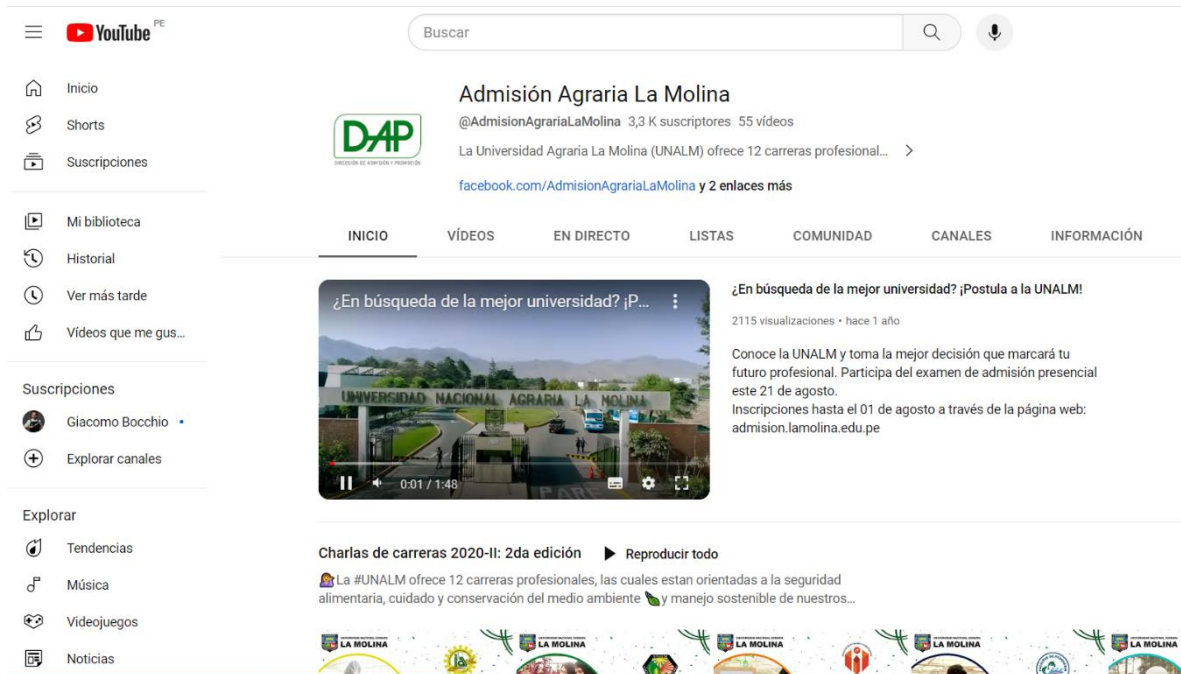 YouTube PE
Buscar
Inicio
Shorts
Suscripciones
Mi biblioteca
Historial
Ver más tarde
Vídeos que me gus...
Suscripciones
Giacomo Bocchio
Explorar canales
Explorar
Tendencias
Música
Videojuegos
Noticias
DAP
DIRECCIÓN DE ADMISIÓN Y PROMOCIÓN
Admisión Agraria La Molina
@AdmisionAgrariaLaMolina 3,3 K suscriptores 55 vídeos
La Universidad Agraria La Molina (UNALM) ofrece 12 carreras profesional...
facebook.com/AdmisionAgrariaLaMolina y 2 enlaces más
INICIO VÍDEOS EN DIRECTO LISTAS COMUNIDAD CANALES INFORMACIÓN
¿En búsqueda de la mejor universidad? ¡P...
UNIVERSIDAD NACIONAL AGRARIA LA MOLINA
PARE
0:01 / 1:48
¿En búsqueda de la mejor universidad? ¡Postula a la UNALM!
2115 visualizaciones • hace 1 año
Conoce la UNALM y toma la mejor decisión que marcará tu
futuro profesional. Participa del examen de admisión presencial
este 21 de agosto.
Inscripciones hasta el 01 de agosto a través de la página web:
admision.lamolina.edu.pe
Charlas de carreras 2020-II: 2da edición Reproducir todo
La #UNALM ofrece 12 carreras profesionales, las cuales estan orientadas a la seguridad
alimentaria, cuidado y conservación del medio ambiente y manejo sostenible de nuestros...
LA MOLINA LA MOLINA LA MOLINA LA MOLINA LA MOLINA